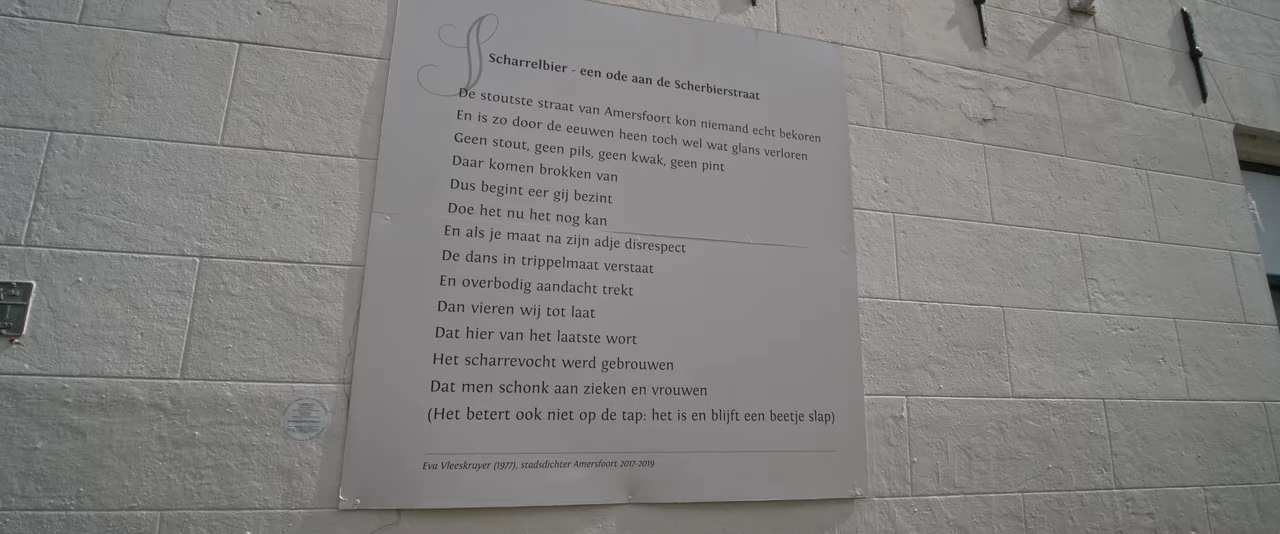 Scharrelbier - een ode aan de Scherbierstraat
De stoutste straat van Amersfoort kon niemand echt bekoren
En is zo door de eeuwen heen toch wel wat glans verloren
Geen stout, geen pils, geen kwak, geen pint
Daar komen brokken van
Dus begint eer gij bezint
Doe het nu het nog kan
En als je maat na zijn adje disrespect
De dans in trippelmaat verstaat
En overbodig aandacht trekt
Dan vieren wij tot laat
Dat hier van het laatste wort
Het scharrevocht werd gebrouwen
Dat men schonk aan zieken en vrouwen
(Het betert ook niet op de tap: het is en blijft een beetje slap)
Eva Vleeskruyer (1977), stadsdichter Amersfoort 2017-2019